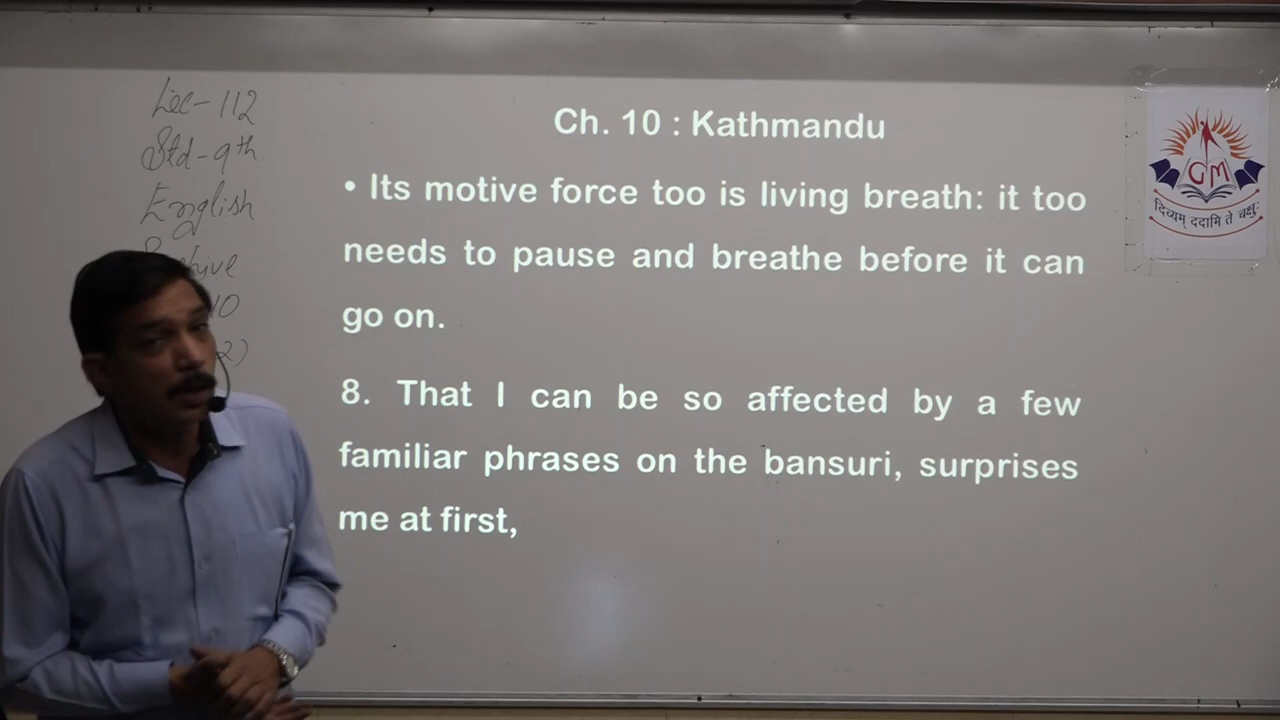 Lec-112
Std-9th
English
Ch. 10 : Kathmandu
• Its motive force too is living breath: it too
needs to pause and breathe before it can
go on.
8. That I can be so affected by a few
familiar phrases on the bansuri, surprises
me at first,
GM
दिव्यम् ददामि ते चक्षुः